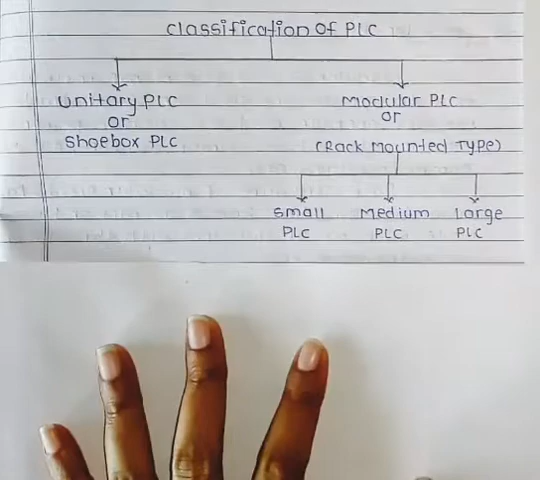 classification of PLC
Unitary PLC
or
Shoebox PLC
Modular PLC
or
(Rack Mounted Type)
Small
PLC
Medium
PLC
Large
PLC